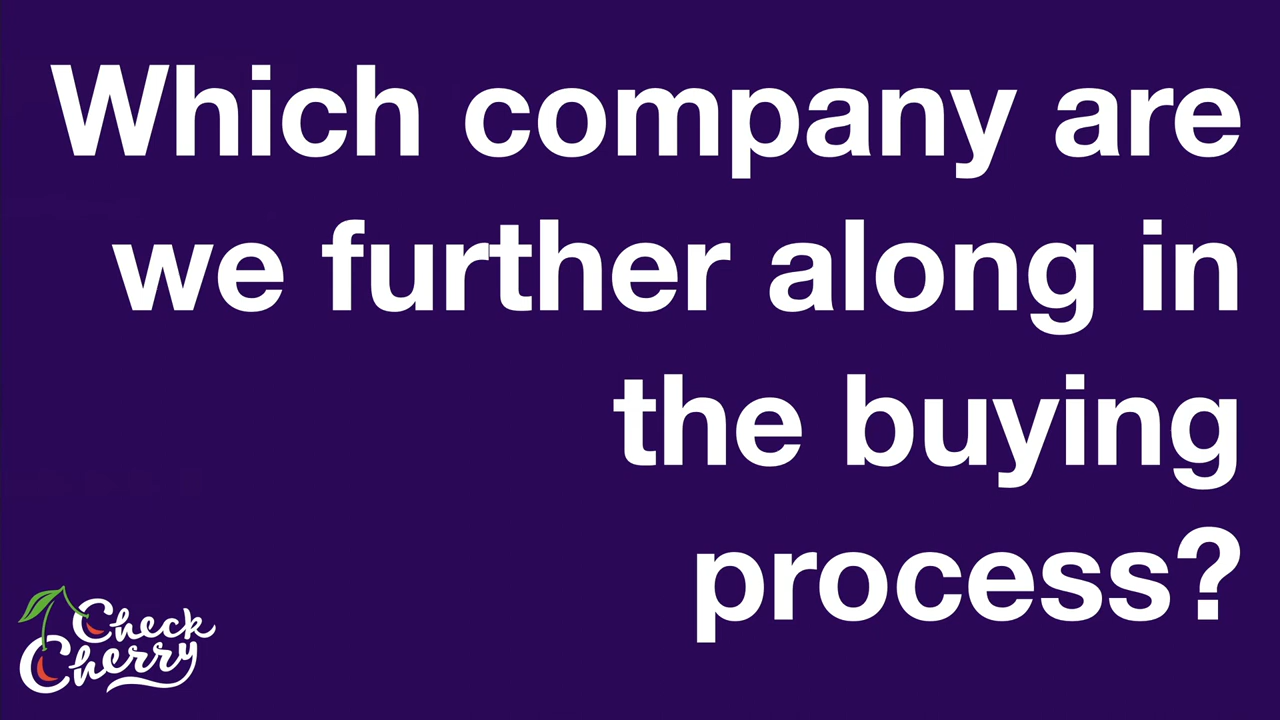 Which company are
we further along in
the buying
process?
Check
Cherry